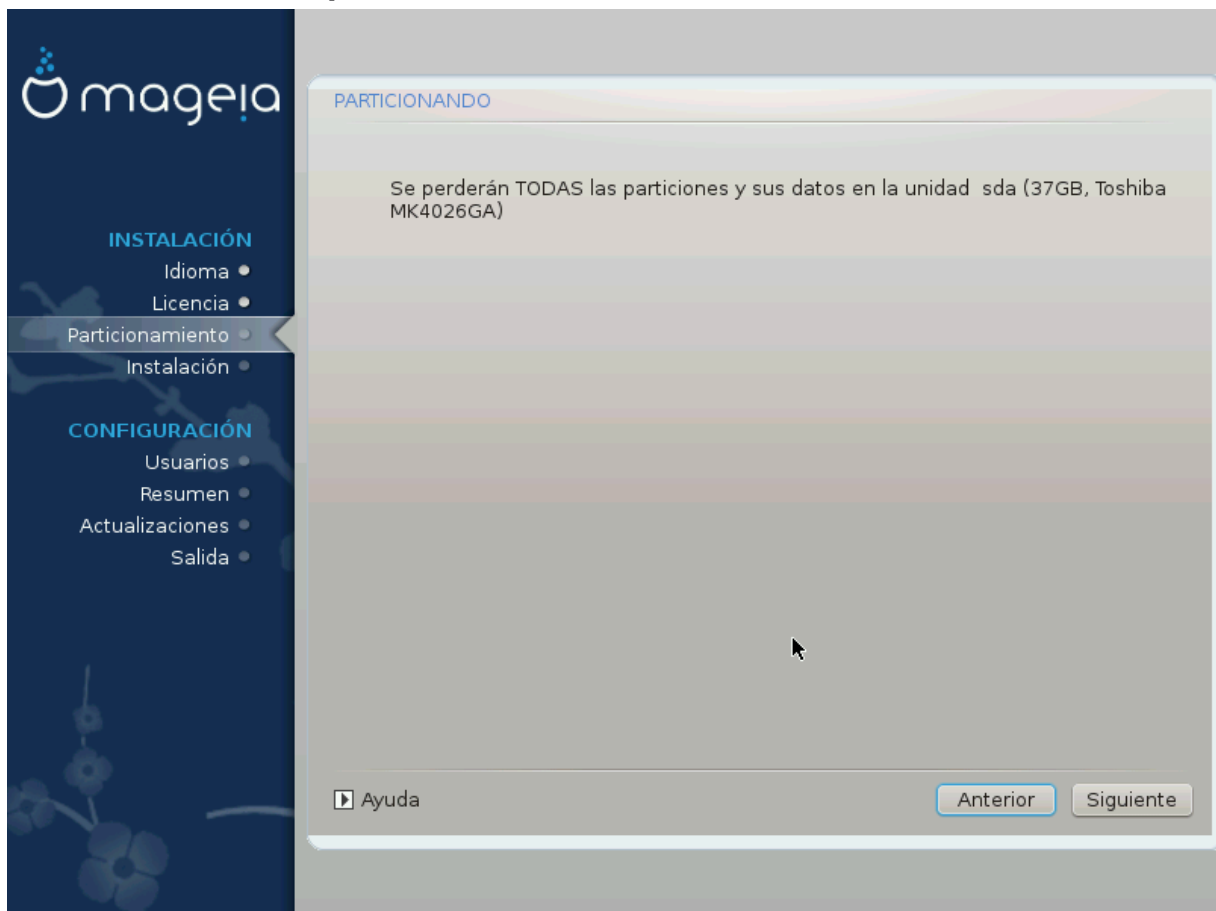 mageia
INSTALACIÓN
Idioma
Licencia
Particionamiento
Instalación
CONFIGURACIÓN
Usuarios
Resumen
Actualizaciones
Salida
PARTICIONANDO
Se perderán TODAS las particiones y sus datos en la unidad sda (37GB, Toshiba
MK4026GA)
Ayuda
Anterior
Siguiente